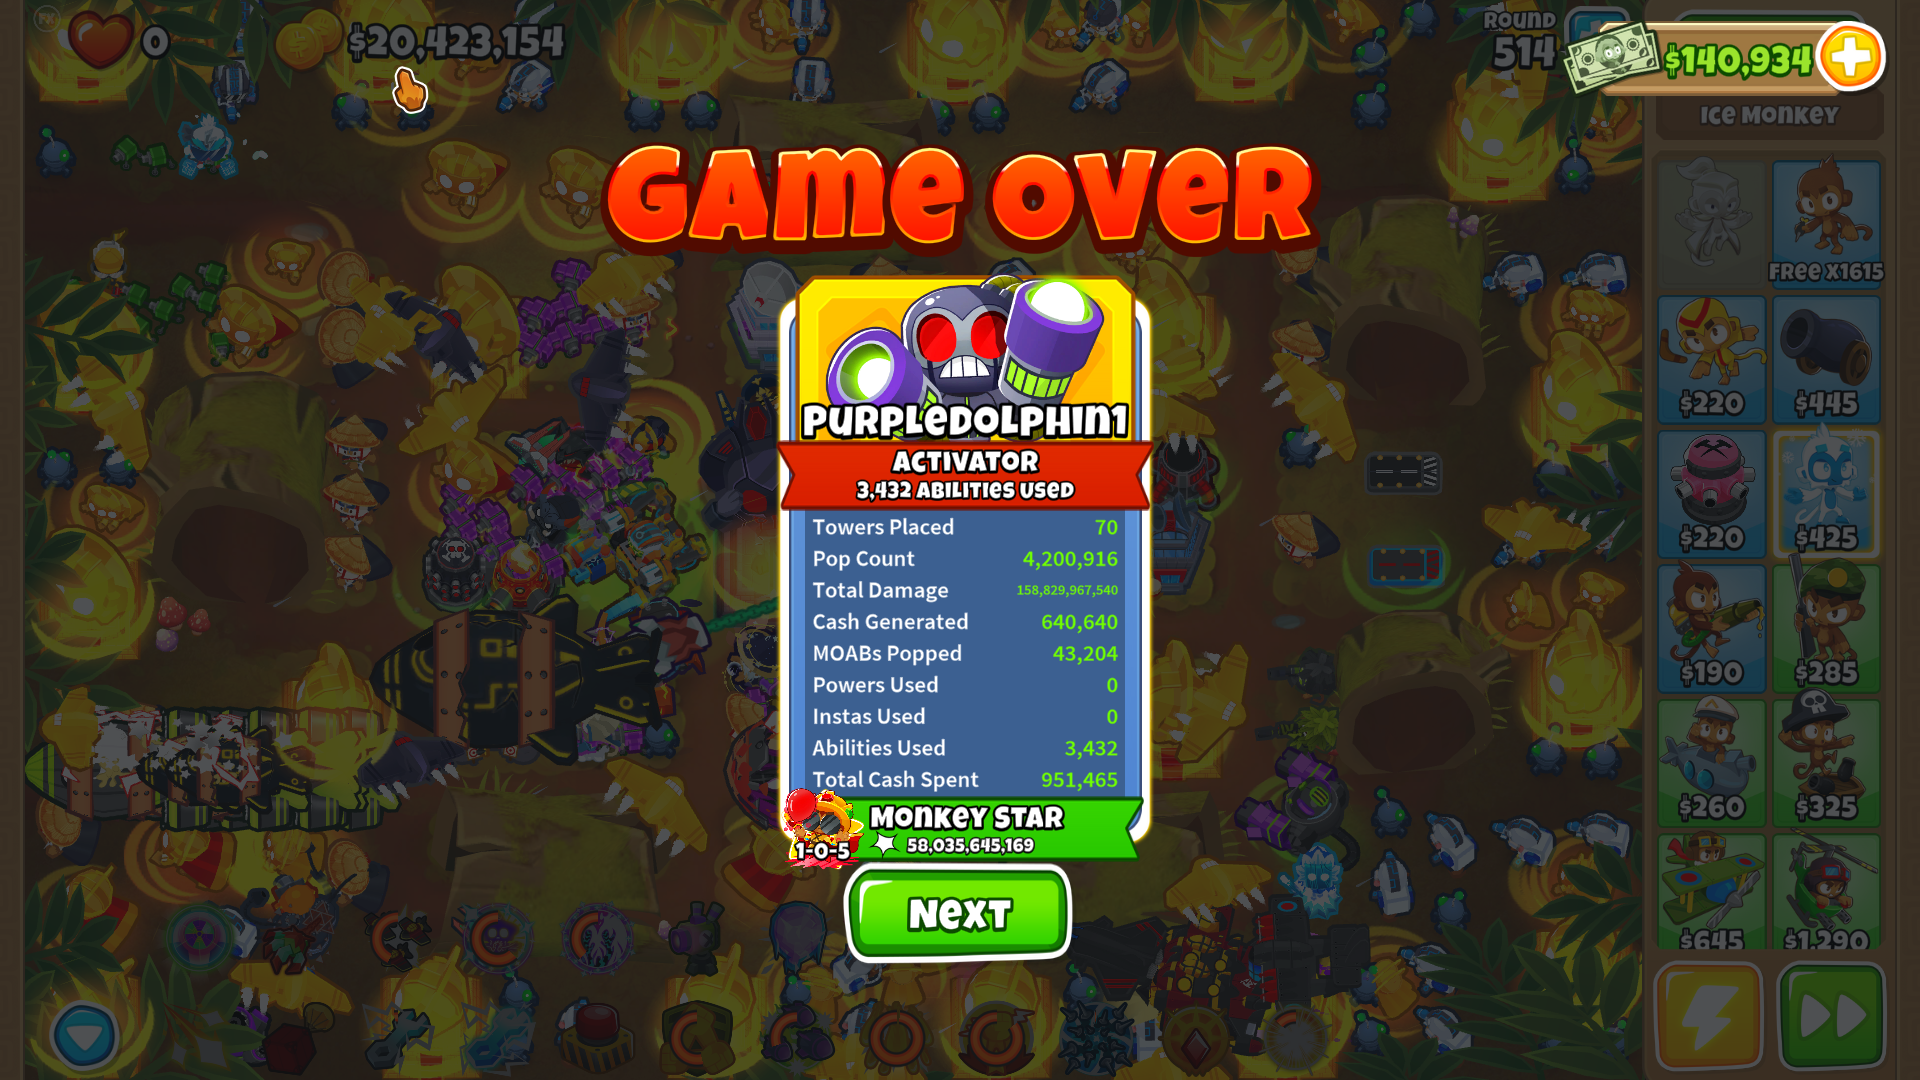 0
$20,423,154
ROUND
514
$140,934
ICE MONKEY
GAME OVER
FREE X1615
$220
$445
PURPLEDOLPHIN1
ACTIVATOR
3,432 ABILITIES USED
$220
$425
Towers Placed 70
Pop Count 4,200,916
Total Damage 158,829,967,540
Cash Generated 640,640
MOABs Popped 43,204
Powers Used 0
Instas Used 0
Abilities Used 3,432
Total Cash Spent 951,465
$190
$285
MONKEY STAR
1-0-5
58,035,645,169
$260
$325
NEXT
$645
$1,290